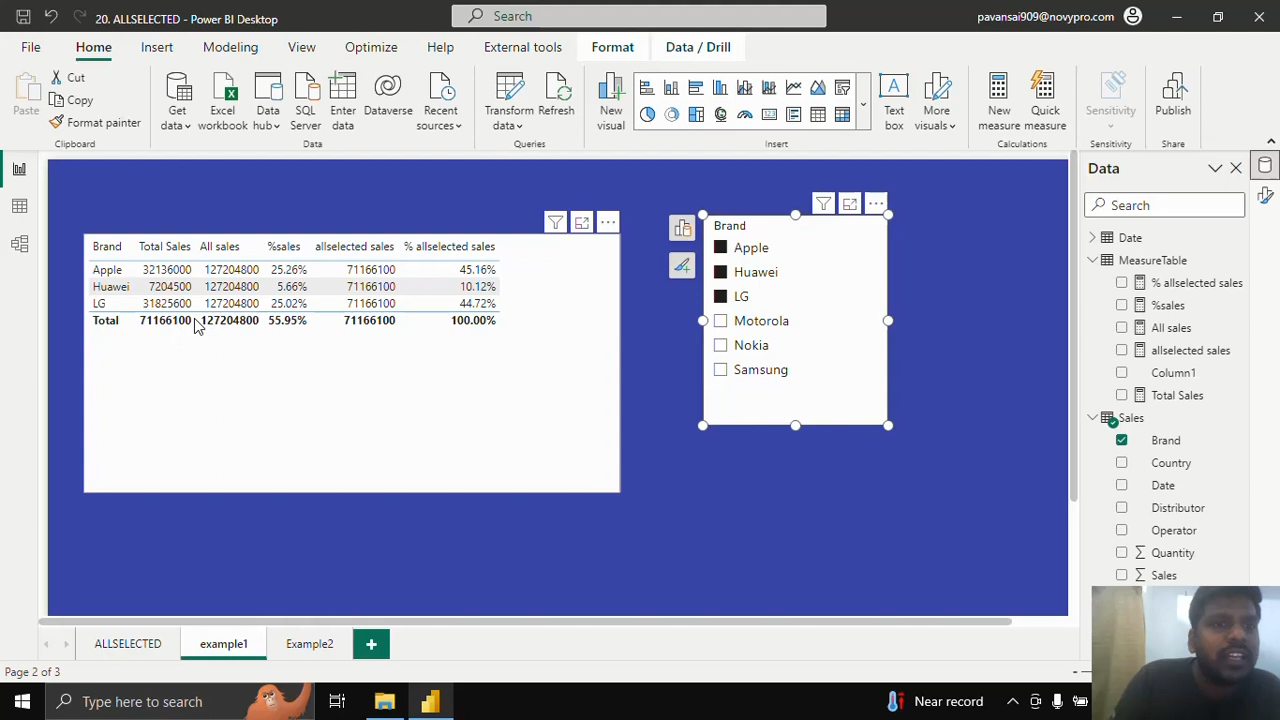 20. ALLSELECTED - Power BI Desktop
Search
pavansai909@novypro.com
File Home Insert Modeling View Optimize Help External tools Format Data / Drill
Paste
Cut
Copy
Format painter
Clipboard
Get data
Excel workbook
Data hub
SQL Server
Enter data
Dataverse
Recent sources
Data
Transform data
Refresh
Queries
New visual
Text box
More visuals
Insert
New measure
Quick measure
Calculations
Sensitivity
Sensitivity
Publish
Share
Brand Total Sales All sales %sales allselected sales % allselected sales
Apple 32136000 127204800 25.26% 71166100 45.16%
Huawei 7204500 127204800 5.66% 71166100 10.12%
LG 31825600 127204800 25.02% 71166100 44.72%
Total 71166100 127204800 55.95% 71166100 100.00%
Brand
Apple
Huawei
LG
Motorola
Nokia
Samsung
Data
Search
Date
MeasureTable
% allselected sales
%sales
All sales
allselected sales
Column1
Total Sales
Sales
Brand
Country
Date
Distributor
Operator
Quantity
Sales
ALLSELECTED example1 Example2
Page 2 of 3
Type here to search
Near record